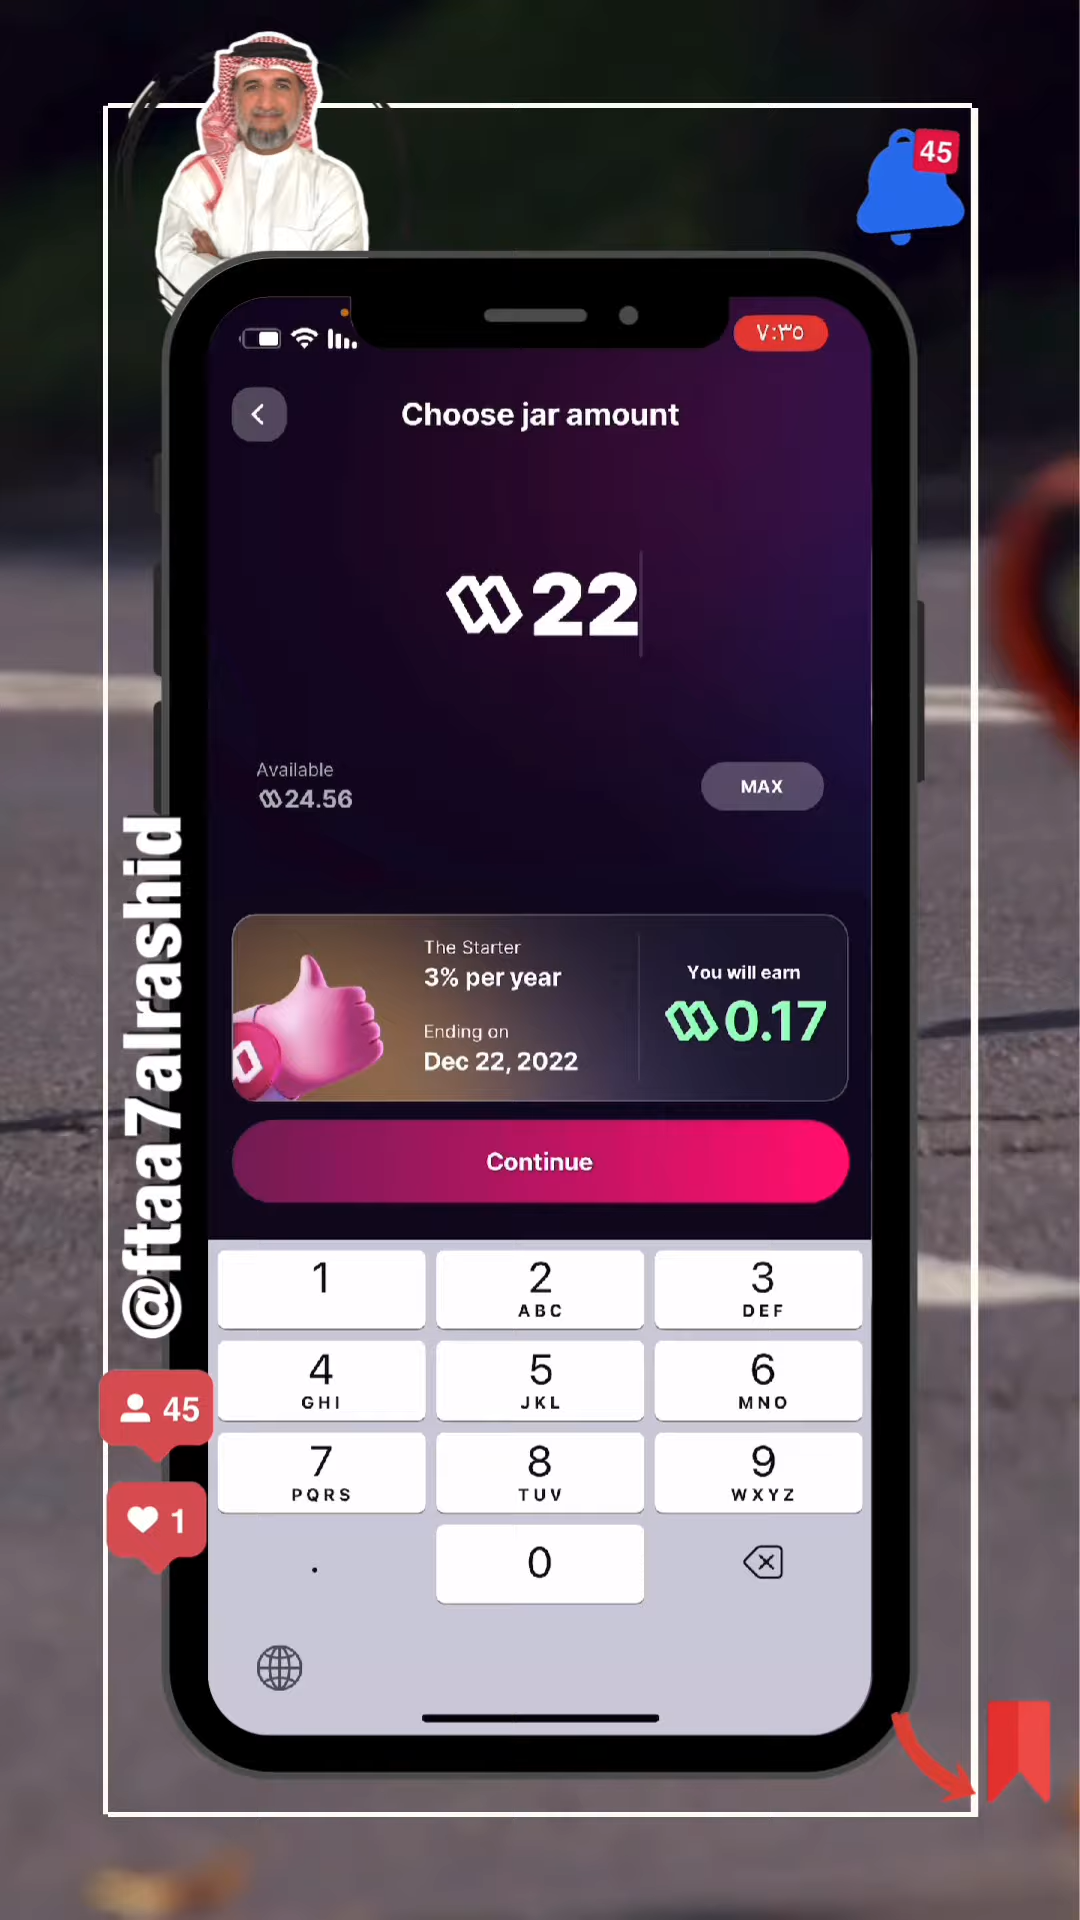 45
٧:٣٥
Choose jar amount
22
Available
24.56
MAX
The Starter
3% per year
Ending on
Dec 22, 2022
You will earn
0.17
Continue
@ftaa7alrashid
45
1
1
2
ABC
3
DEF
4
GHI
5
JKL
6
MNO
7
PQRS
8
TUV
9
WXYZ
.
0